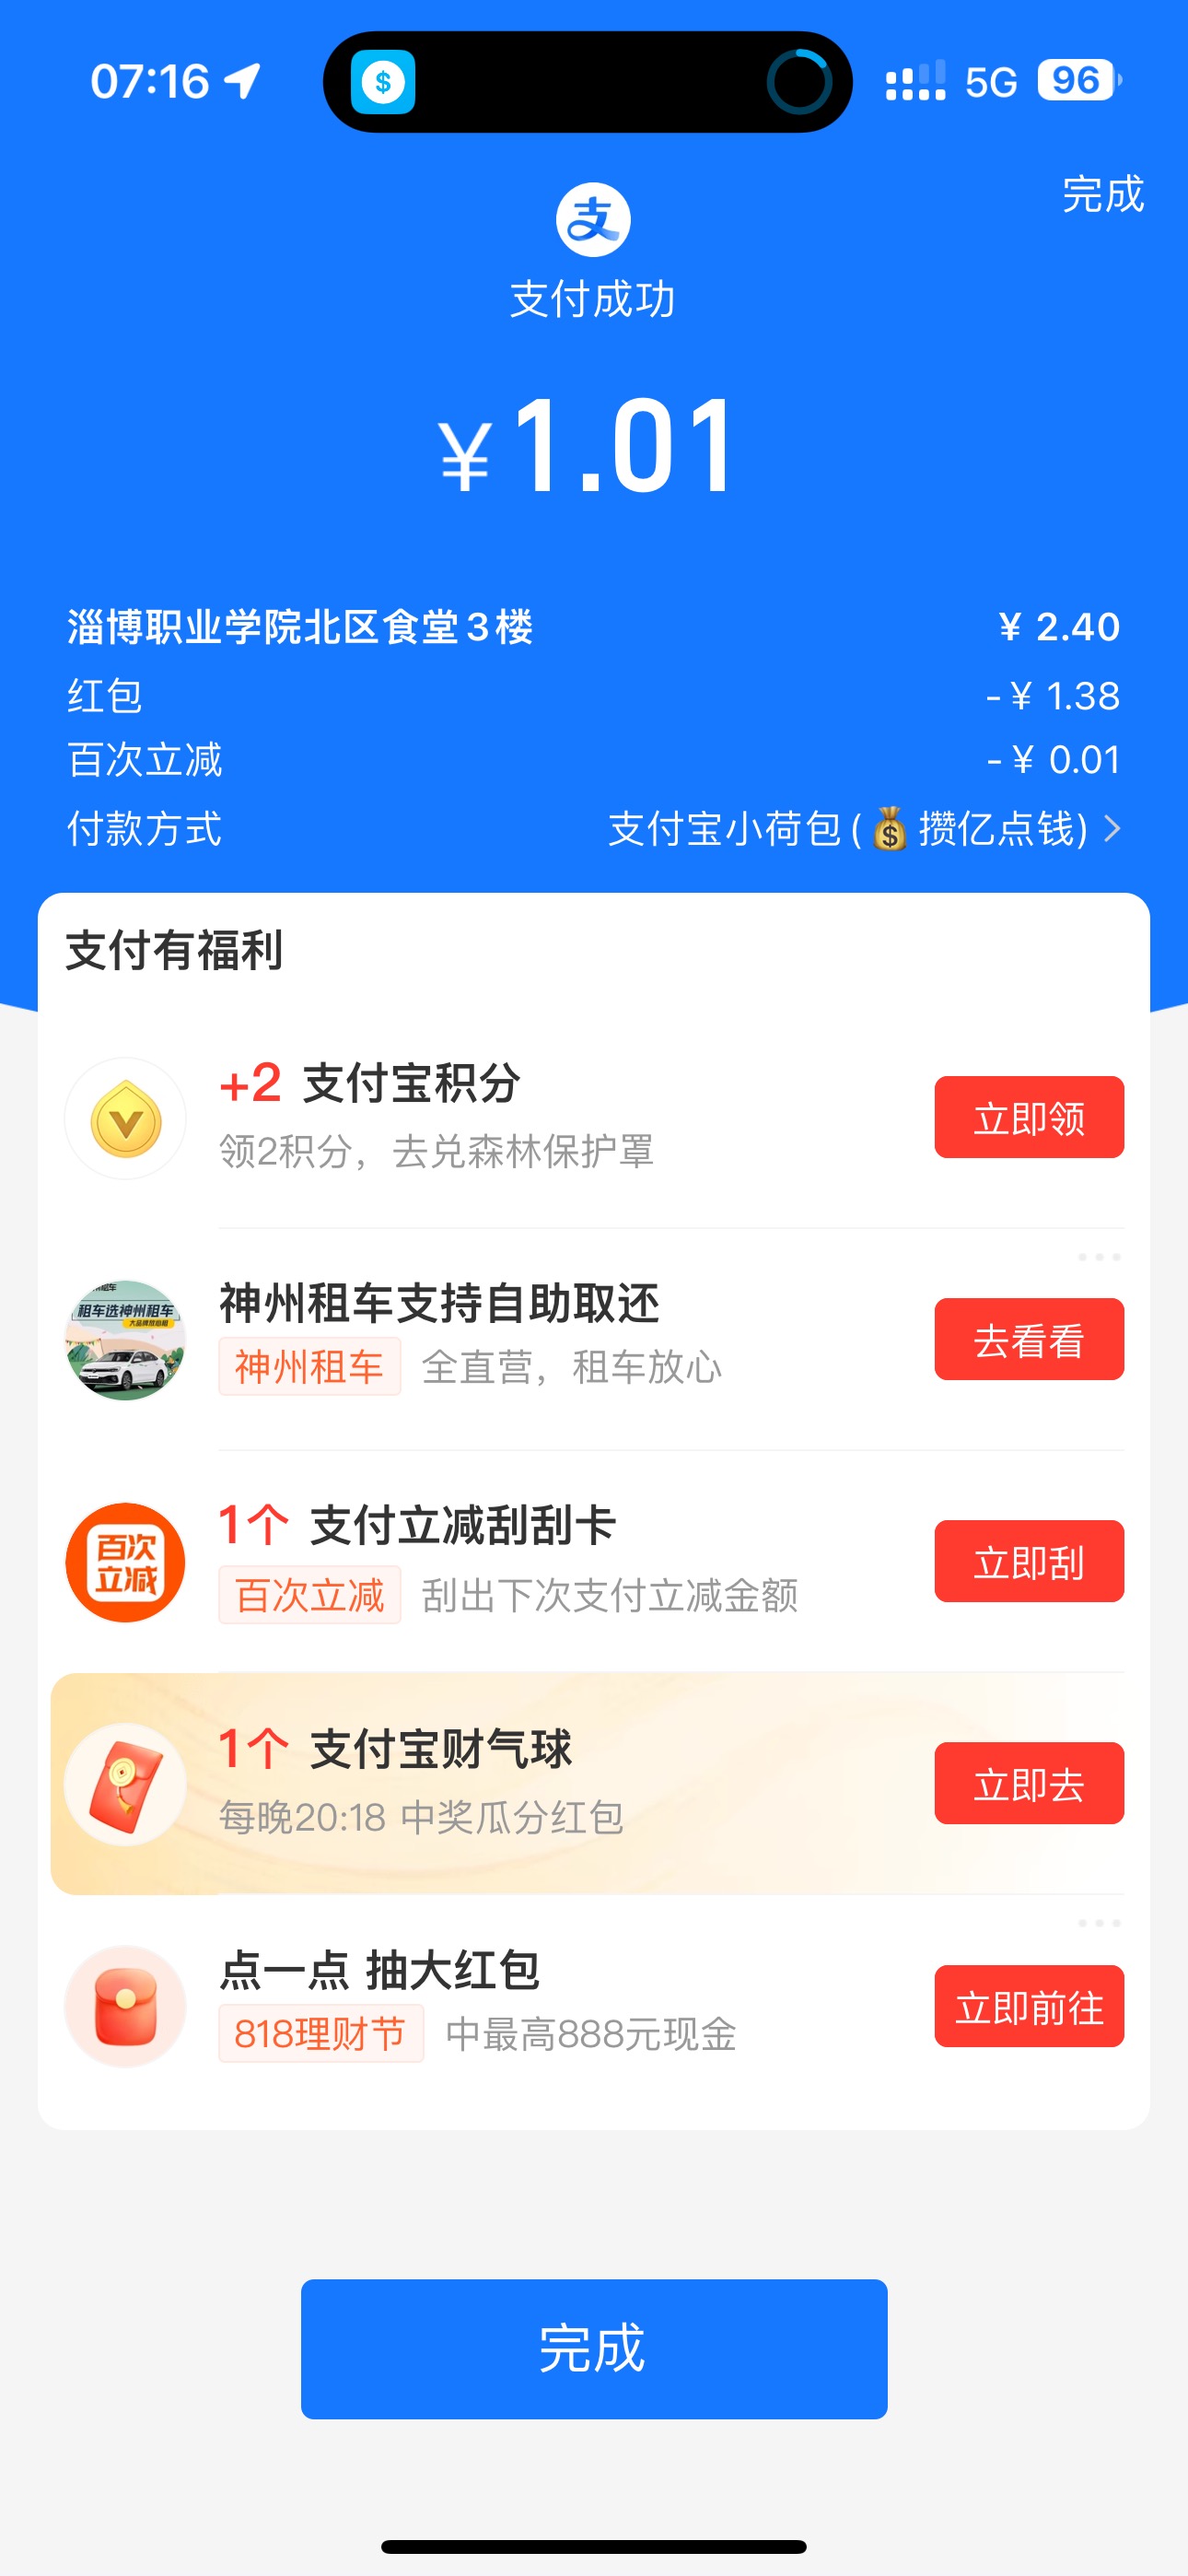 07:16
5G
96
完成
支
支付成功
¥1.01
淄博职业学院北区食堂3楼 ¥ 2.40
红包 -¥ 1.38
百次立减 -¥ 0.01
付款方式 支付宝小荷包(💰攒亿点钱)
支付有福利
+2 支付宝积分
领2积分，去兑森林保护罩
立即领
租车选神州租车
神州租车支持自助取还
神州租车 全直营，租车放心
去看看
百次
立减
1个 支付立减刮刮卡
百次立减 刮出下次支付立减金额
立即刮
1个 支付宝财气球
每晚20:18 中奖瓜分红包
立即去
点一点 抽大红包
818理财节 中最高888元现金
立即前往
完成